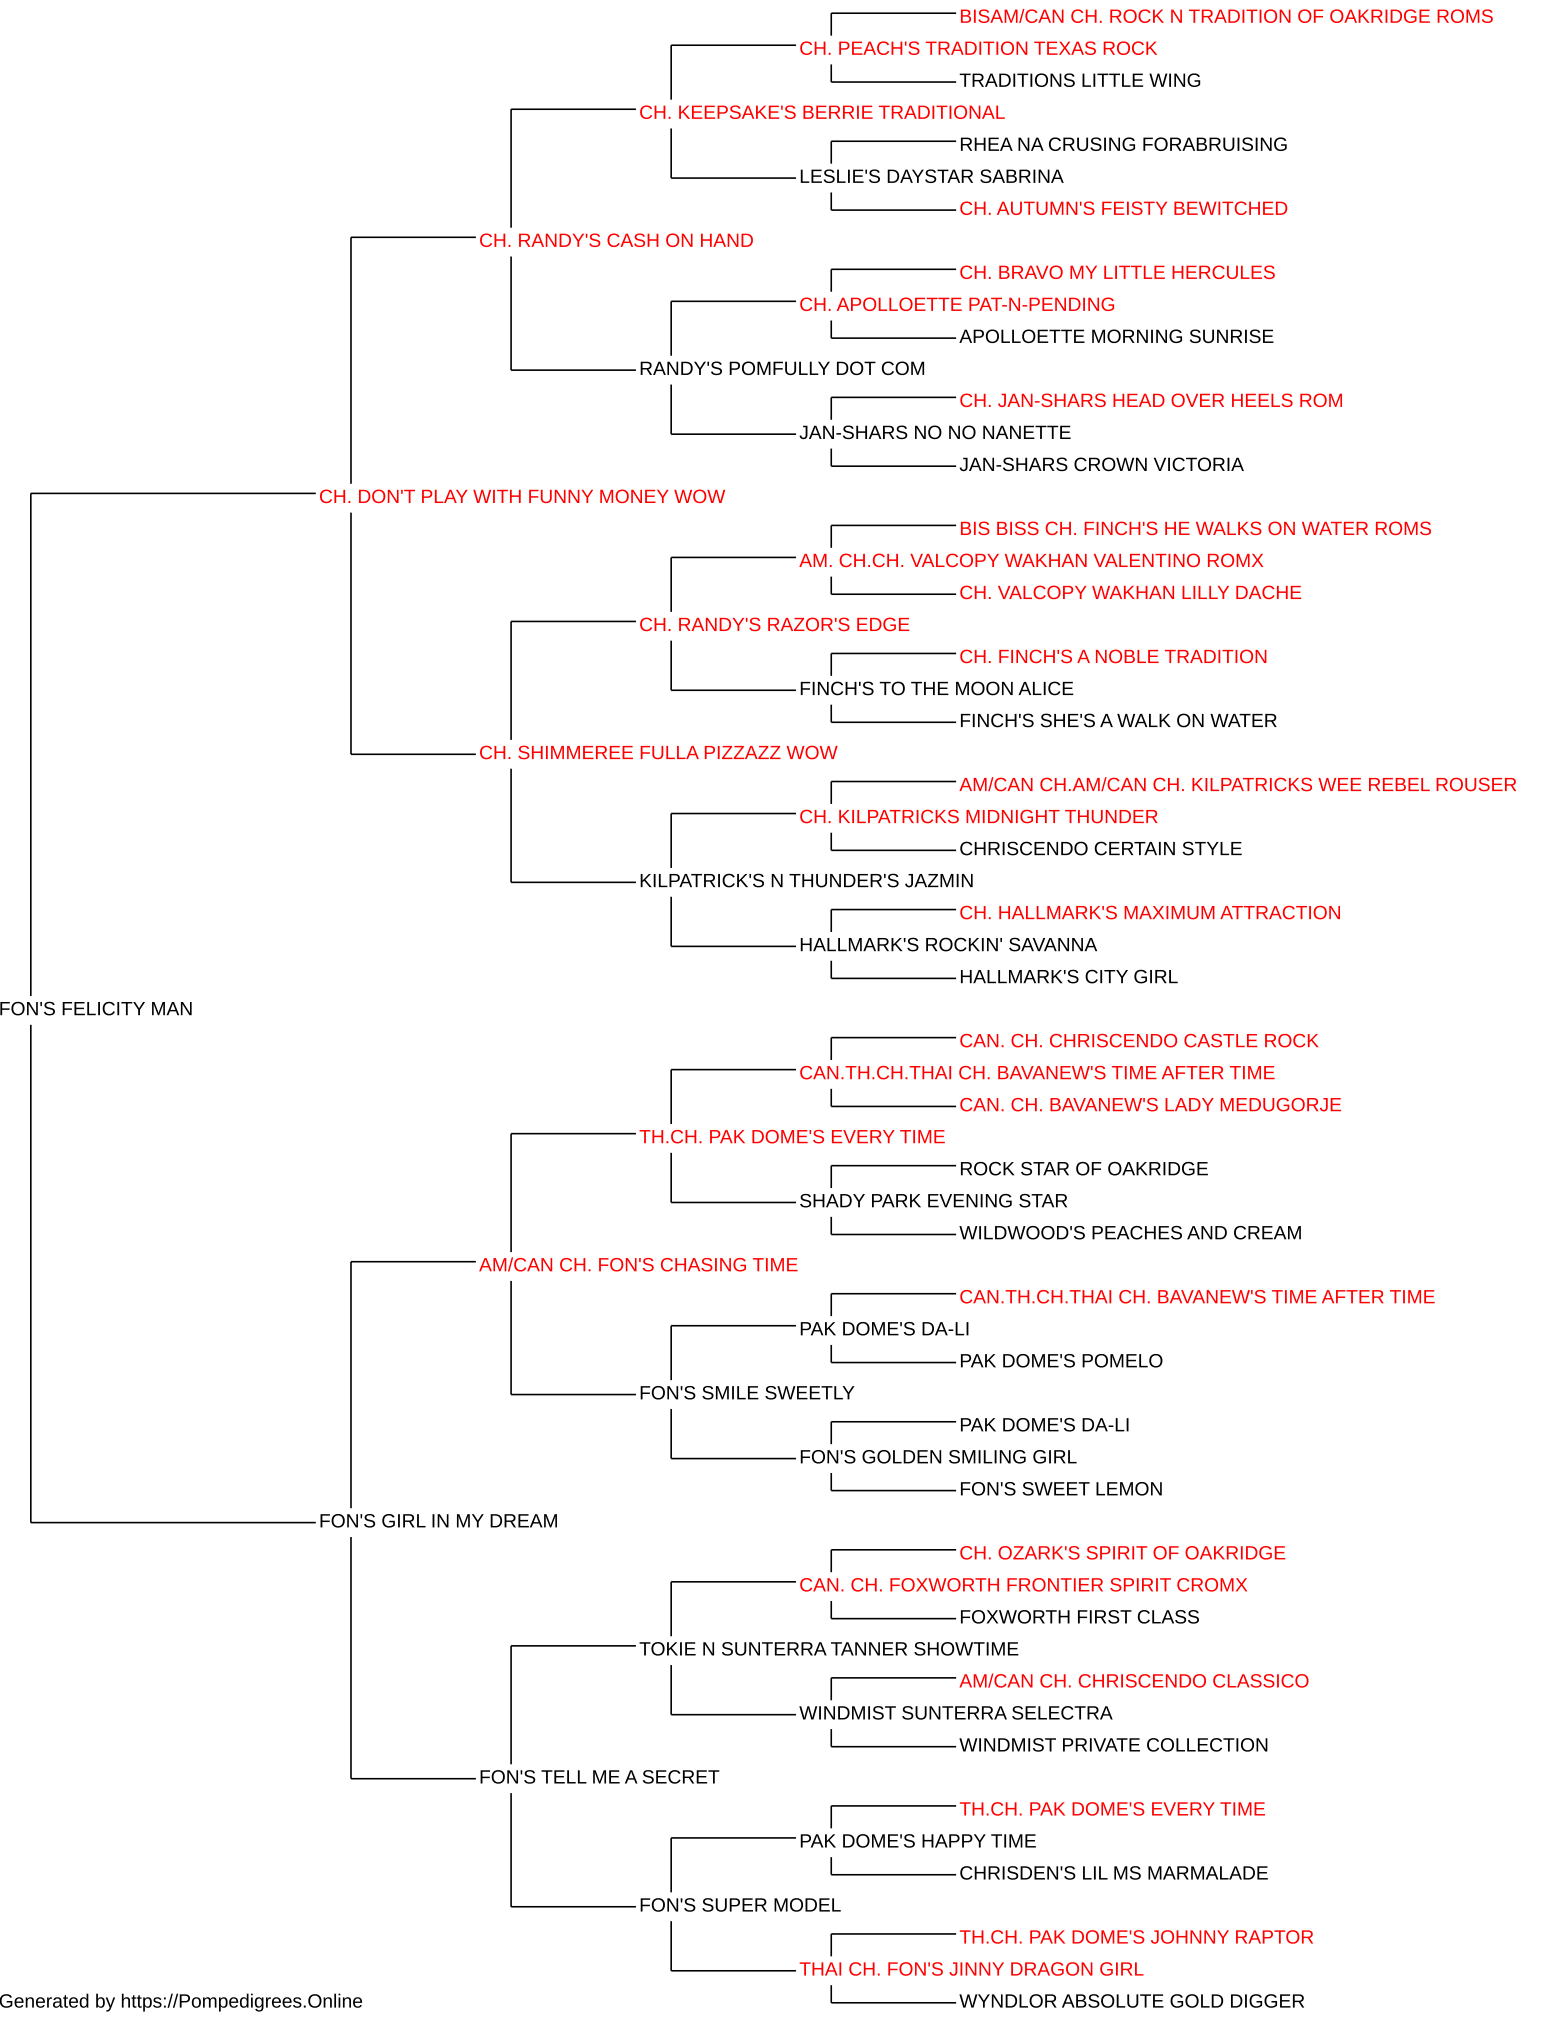 BISAM/CAN CH. ROCK N TRADITION OF OAKRIDGE ROMS
CH. PEACH'S TRADITION TEXAS ROCK
TRADITIONS LITTLE WING
CH. KEEPSAKE'S BERRIE TRADITIONAL
RHEA NA CRUSING FORABRUISING
LESLIE'S DAYSTAR SABRINA
CH. AUTUMN'S FEISTY BEWITCHED
CH. RANDY'S CASH ON HAND
CH. BRAVO MY LITTLE HERCULES
CH. APOLLOETTE PAT-N-PENDING
APOLLOETTE MORNING SUNRISE
RANDY'S POMFULLY DOT COM
CH. JAN-SHARS HEAD OVER HEELS ROM
JAN-SHARS NO NO NANETTE
JAN-SHARS CROWN VICTORIA
CH. DON'T PLAY WITH FUNNY MONEY WOW
BIS BISS CH. FINCH'S HE WALKS ON WATER ROMS
AM. CH.CH. VALCOPY WAKHAN VALENTINO ROMX
CH. VALCOPY WAKHAN LILLY DACHE
CH. RANDY'S RAZOR'S EDGE
CH. FINCH'S A NOBLE TRADITION
FINCH'S TO THE MOON ALICE
FINCH'S SHE'S A WALK ON WATER
CH. SHIMMEREE FULLA PIZZAZZ WOW
AM/CAN CH.AM/CAN CH. KILPATRICKS WEE REBEL ROUSER
CH. KILPATRICKS MIDNIGHT THUNDER
CHRISCENDO CERTAIN STYLE
KILPATRICK'S N THUNDER'S JAZMIN
CH. HALLMARK'S MAXIMUM ATTRACTION
HALLMARK'S ROCKIN' SAVANNA
HALLMARK'S CITY GIRL
FON'S FELICITY MAN
CAN. CH. CHRISCENDO CASTLE ROCK
CAN.TH.CH.THAI CH. BAVANEW'S TIME AFTER TIME
CAN. CH. BAVANEW'S LADY MEDUGORJE
TH.CH. PAK DOME'S EVERY TIME
ROCK STAR OF OAKRIDGE
SHADY PARK EVENING STAR
WILDWOOD'S PEACHES AND CREAM
AM/CAN CH. FON'S CHASING TIME
CAN.TH.CH.THAI CH. BAVANEW'S TIME AFTER TIME
PAK DOME'S DA-LI
PAK DOME'S POMELO
FON'S SMILE SWEETLY
PAK DOME'S DA-LI
FON'S GOLDEN SMILING GIRL
FON'S SWEET LEMON
FON'S GIRL IN MY DREAM
CH. OZARK'S SPIRIT OF OAKRIDGE
CAN. CH. FOXWORTH FRONTIER SPIRIT CROMX
FOXWORTH FIRST CLASS
TOKIE N SUNTERRA TANNER SHOWTIME
AM/CAN CH. CHRISCENDO CLASSICO
WINDMIST SUNTERRA SELECTRA
WINDMIST PRIVATE COLLECTION
FON'S TELL ME A SECRET
TH.CH. PAK DOME'S EVERY TIME
PAK DOME'S HAPPY TIME
CHRISDEN'S LIL MS MARMALADE
FON'S SUPER MODEL
TH.CH. PAK DOME'S JOHNNY RAPTOR
THAI CH. FON'S JINNY DRAGON GIRL
WYNDLOR ABSOLUTE GOLD DIGGER
Generated by https://Pompedigrees.Online